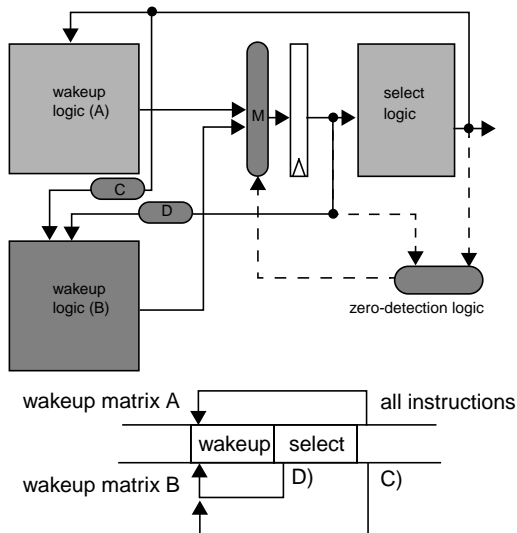 wakeup
logic (A)
M
select
logic
C
D
wakeup
logic (B)
zero-detection logic
wakeup matrix A
all instructions
wakeup
select
wakeup matrix B
D)
C)